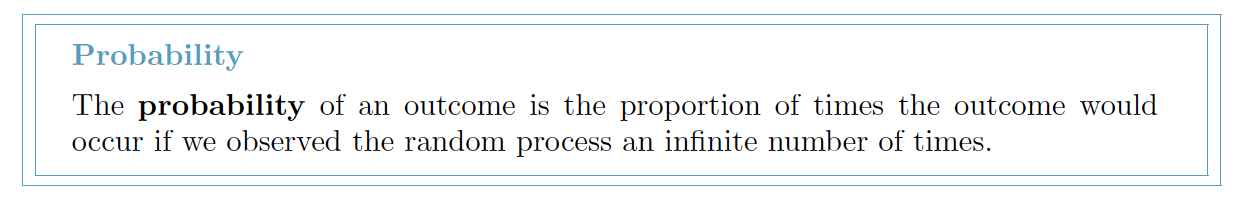 Probability
The probability of an outcome is the proportion of times the outcome would
occur if we observed the random process an infinite number of times.